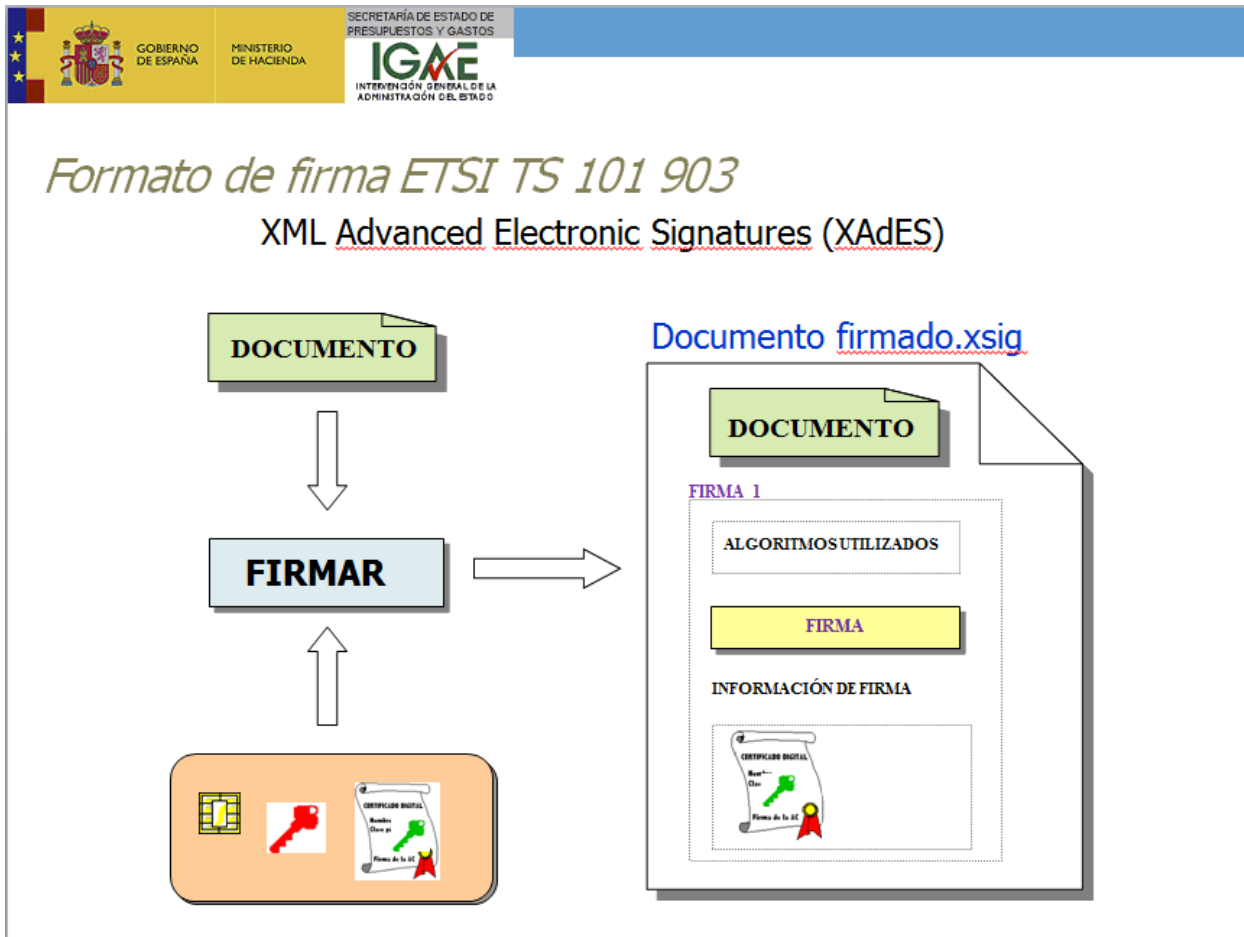 GOBIERNO
DE ESPAÑA
MINISTERIO
DE HACIENDA
SECRETARÍA DE ESTADO DE
PRESUPUESTOS Y GASTOS
IGAE
INTERVENCIÓN GENERAL DE LA
ADMINISTRACIÓN DEL ESTADO
Formato de firma ETSI TS 101 903
XML Advanced Electronic Signatures (XAdES)
DOCUMENTO
FIRMAR
CERTIFICADO DIGITAL
Nombre
Clave
Firma de la AC
Documento firmado.xsig
DOCUMENTO
FIRMA 1
ALGORITMOS UTILIZADOS
FIRMA
INFORMACIÓN DE FIRMA
CERTIFICADO DIGITAL
Firma de la AC